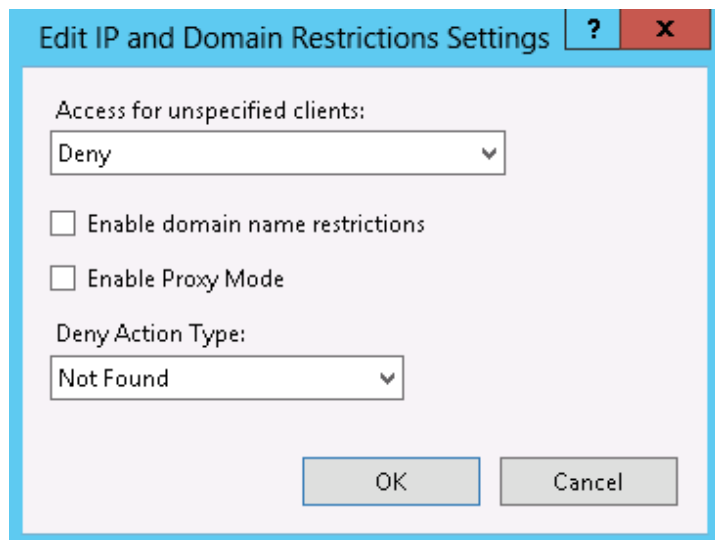 Edit IP and Domain Restrictions Settings ? x
Access for unspecified clients:
Deny
Enable domain name restrictions
Enable Proxy Mode
Deny Action Type:
Not Found
OK Cancel